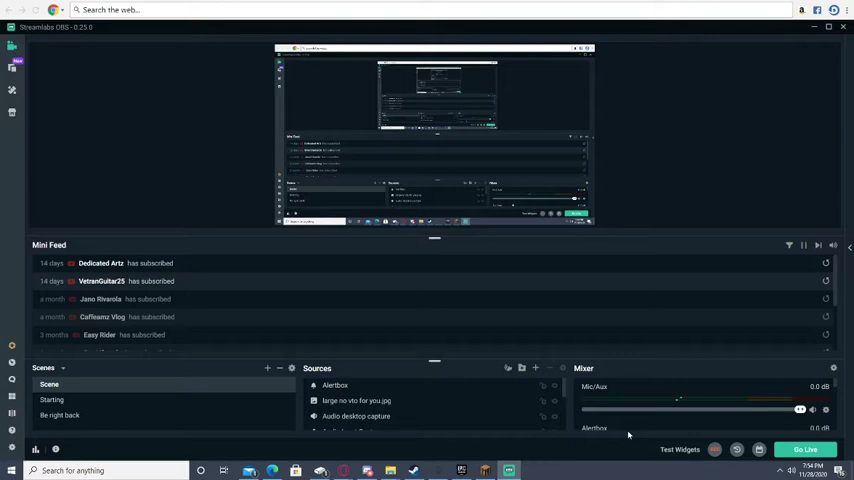 Search the web
Streamlabs OBS - 0.25.0
New
Mini Feed
14 days Dedicated Artz has subscribed
14 days VetranGuitar25 has subscribed
a month Jano Rivarola has subscribed
a month Caffeamz Vlog has subscribed
3 months Easy Rider has subscribed
Scenes
Scene
Starting
Be right back
Sources
Alertbox
large no vto for you.jpg
Audio desktop capture
Mixer
Mic/Aux 0.0 dB
Alertbox 0.0 dB
Test Widgets REC Go Live
Search for anything
7:54 PM
11/28/2020